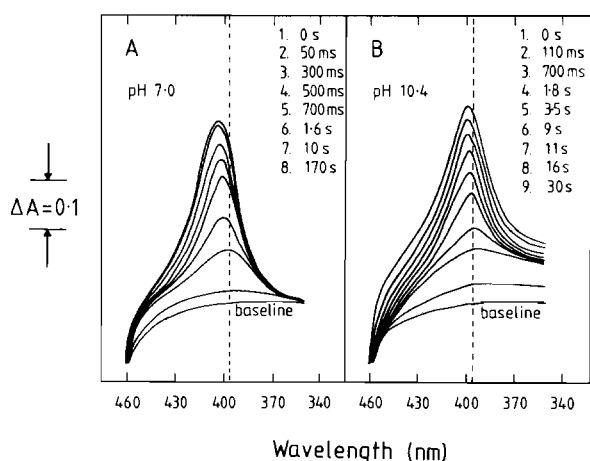 A
pH 7·0
1. 0 s
2. 50 ms
3. 300 ms
4. 500 ms
5. 700 ms
6. 1·6 s
7. 10 s
8. 170 s
baseline
B
pH 10·4
1. 0 s
2. 110 ms
3. 700 ms
4. 1·8 s
5. 3·5 s
6. 9 s
7. 11 s
8. 16 s
9. 30 s
baseline
ΔA=0·1
460 430 400 370 340
460 430 400 370 340
Wavelength (nm)